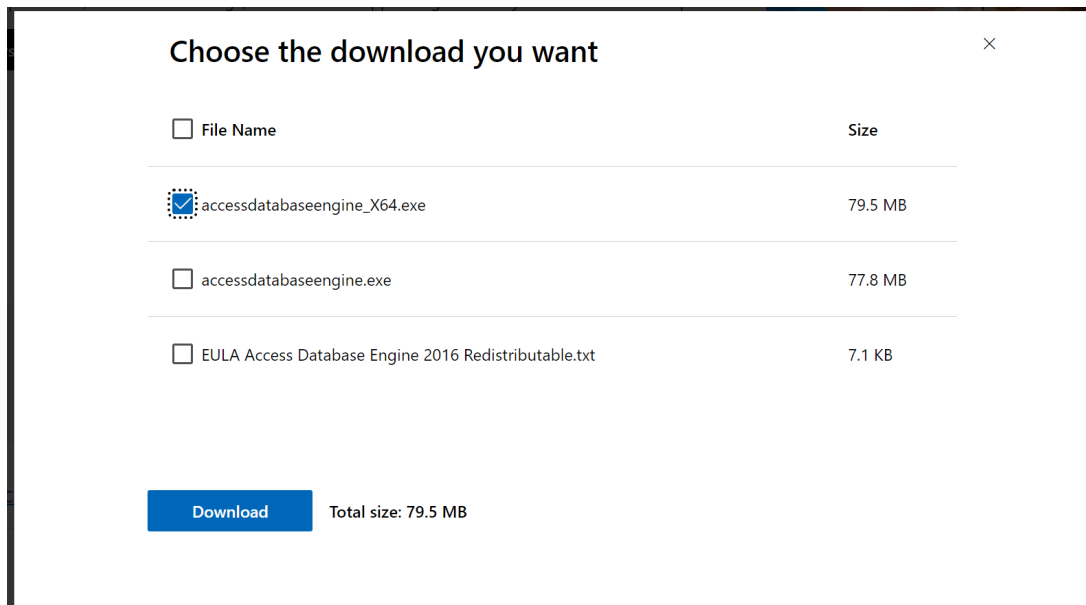 Choose the download you want
File Name Size
accessdatabaseengine_X64.exe 79.5 MB
accessdatabaseengine.exe 77.8 MB
EULA Access Database Engine 2016 Redistributable.txt 7.1 KB
Download Total size: 79.5 MB